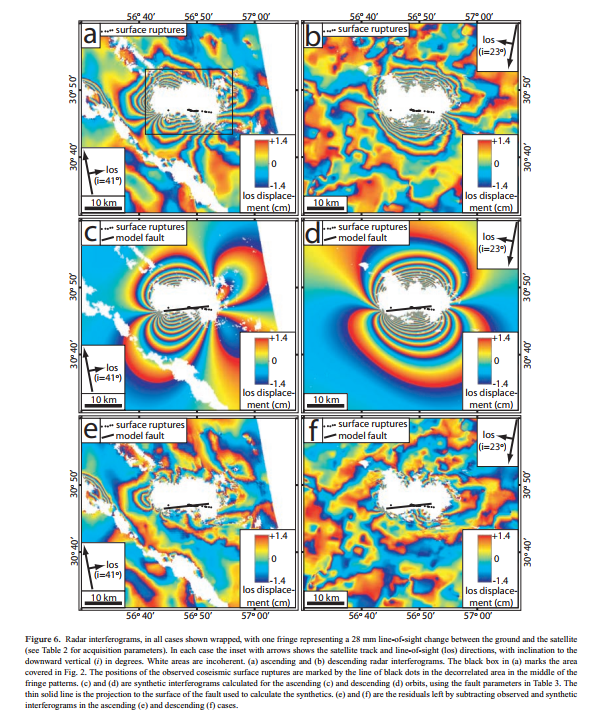 56° 40' 56° 50' 57° 00' 56° 40' 56° 50' 57° 00'
a surface ruptures
los
(i=41°)
10 km
+1.4
0
-1.4
los displace-
ment (cm)
b surface ruptures
los
(i=23°)
10 km
+1.4
0
-1.4
los displace-
ment (cm)
30° 50'
30° 40'
30° 50'
30° 40'
c surface ruptures
model fault
los
(i=41°)
10 km
+1.4
0
-1.4
los displace-
ment (cm)
d surface ruptures
model fault
los
(i=23°)
10 km
+1.4
0
-1.4
los displace-
ment (cm)
30° 50'
30° 40'
30° 50'
30° 40'
e surface ruptures
model fault
los
(i=41°)
10 km
+1.4
0
-1.4
los displace-
ment (cm)
f surface ruptures
model fault
los
(i=23°)
10 km
+1.4
0
-1.4
los displace-
ment (cm)
30° 50'
30° 40'
30° 50'
30° 40'
56° 40' 56° 50' 57° 00' 56° 40' 56° 50' 57° 00'
Figure 6. Radar interferograms, in all cases shown wrapped, with one fringe representing a 28 mm line-of-sight change between the ground and the satellite
(see Table 2 for acquisition parameters). In each case the inset with arrows shows the satellite track and line-of-sight (los) directions, with inclination to the
downward vertical (i) in degrees. White areas are incoherent. (a) ascending and (b) descending radar interferograms. The black box in (a) marks the area
covered in Fig. 2. The positions of the observed coseismic surface ruptures are marked by the line of black dots in the decorrelated area in the middle of the
fringe patterns. (c) and (d) are synthetic interferograms calculated for the ascending (c) and descending (d) orbits, using the fault parameters in Table 3. The
thin solid line is the projection to the surface of the fault used to calculate the synthetics. (e) and (f) are the residuals left by subtracting observed and synthetic
interferograms in the ascending (e) and descending (f) cases.